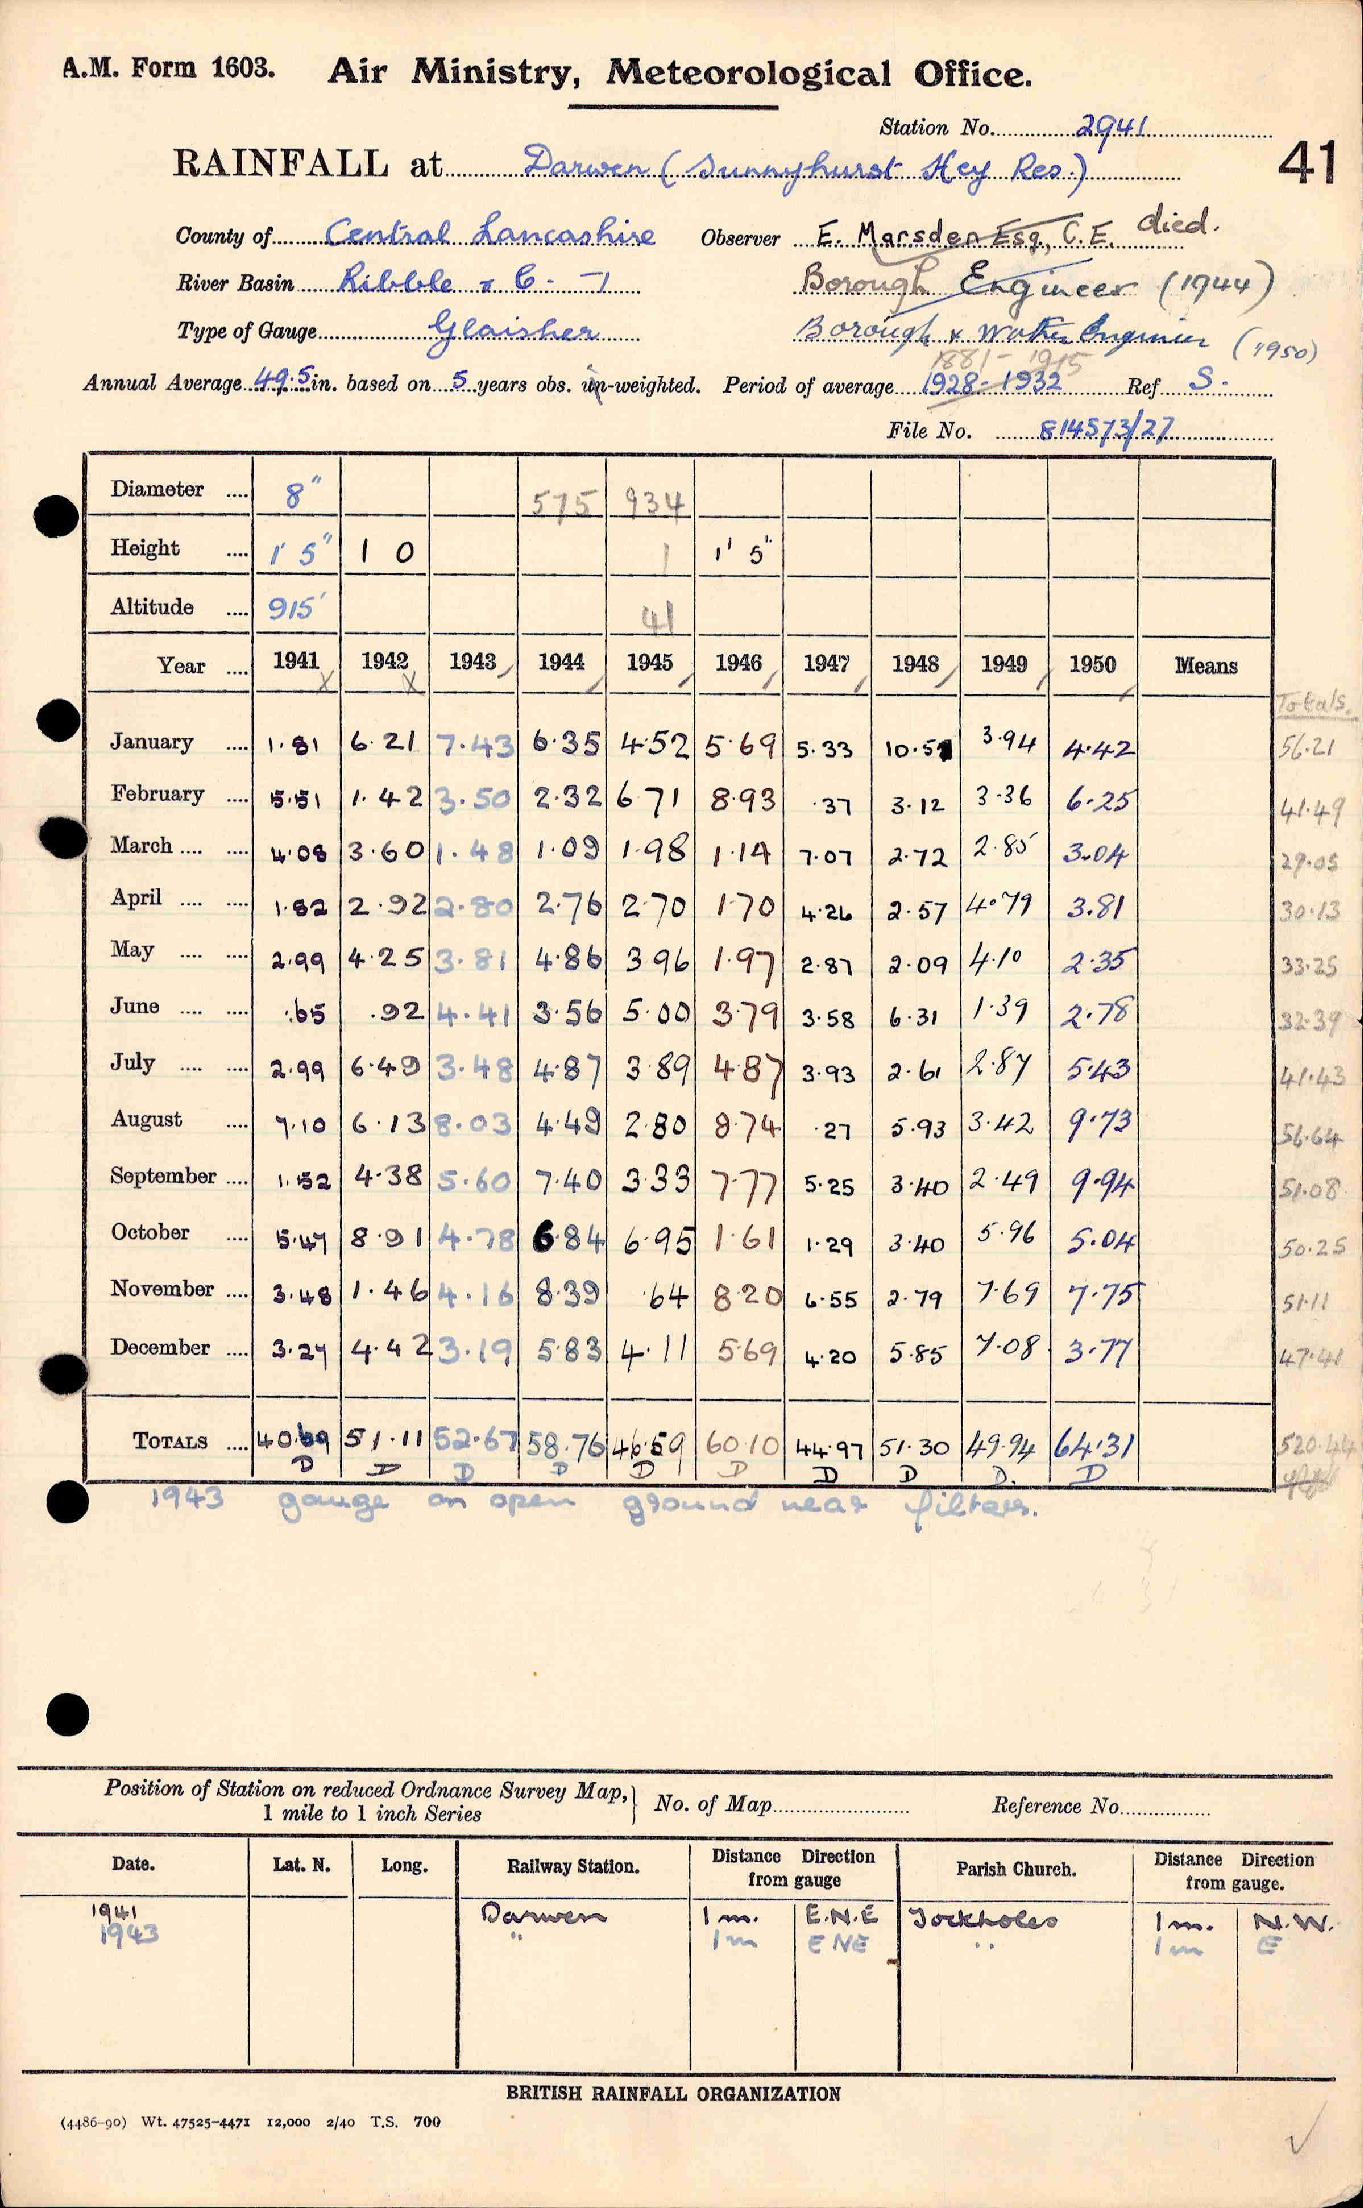 A.M. Form 1603. Air Ministry, Meteorological Office.
Station No. 2941
41
RAINFALL at Darwen (Sunnyhurst Hey Res.)
County of Central Lancashire Observer E. Marsden Esq., C.E. died.
River Basin Ribble & C. - 1 Borough Engineer (1944)
Type of Gauge Glaisher Borough & Water Engineer (1950)
1881-1915
Annual Average 49.5 in. based on 5 years obs. un-weighted. Period of average 1928-1932 Ref S.
File No. 814573/27
Diameter .... 8" 575 934
Height .... 1' 5" 1 0 1 1' 5"
Altitude .... 915' 41
Year .... 1941 1942 1943 1944 1945 1946 1947 1948 1949 1950 Means
x x
Totals.
January .... 1.81 6.21 7.43 6.35 4.52 5.69 5.33 10.51 3.94 4.42 56.21
February .... 5.51 1.42 3.50 2.32 6.71 8.93 .37 3.12 3.36 6.25 41.49
March .... .... 4.08 3.60 1.48 1.09 1.98 1.14 7.07 2.72 2.85 3.04 29.05
April .... .... 1.82 2.92 2.80 2.76 2.70 1.70 4.26 2.57 4.79 3.81 30.13
May .... .... 2.99 4.25 3.81 4.86 3.96 1.97 2.87 2.09 4.10 2.35 33.25
June .... .... .65 .92 4.41 3.56 5.00 3.79 3.58 6.31 1.39 2.78 32.39
July .... .... 2.99 6.49 3.48 4.87 3.89 4.87 3.93 2.61 2.87 5.43 41.43
August .... 7.10 6.13 8.03 4.49 2.80 8.74 .27 5.93 3.42 9.73 56.64
September .... 1.52 4.38 5.60 7.40 3.33 7.77 5.25 3.40 2.49 9.94 51.08
October .... 5.47 8.91 4.78 6.84 6.95 1.61 1.29 3.40 5.96 5.04 50.25
November .... 3.48 1.46 4.16 8.39 .64 8.20 6.55 2.79 7.69 7.75 51.11
December .... 3.27 4.42 3.19 5.83 4.11 5.69 4.20 5.85 7.08 3.77 47.41
TOTALS .... 40.69 51.11 52.67 58.76 46.59 60.10 44.97 51.30 49.94 64.31 520.44
D D D D D D D D D. D
1943 gauge on open ground near filters.
Position of Station on reduced Ordnance Survey Map,} No. of Map Reference No.
1 mile to 1 inch Series
Date. Lat. N. Long. Railway Station. Distance Direction from gauge Parish Church. Distance Direction from gauge.
1941 Darwen 1 m. E.N.E Tockholes 1 m. N.W.
1943 " 1 m ENE " 1 m E
BRITISH RAINFALL ORGANIZATION
(4486-90) Wt. 47525-4471 12,000 2/40 T.S. 700